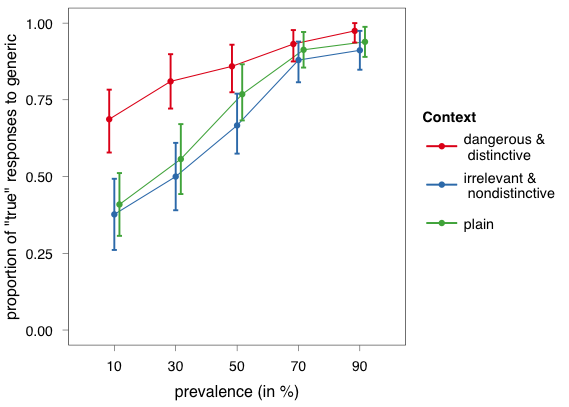 proportion of "true" responses to generic
1.00
0.75
0.50
0.25
0.00
10 30 50 70 90
prevalence (in %)
Context
dangerous &
distinctive
irrelevant &
nondistinctive
plain